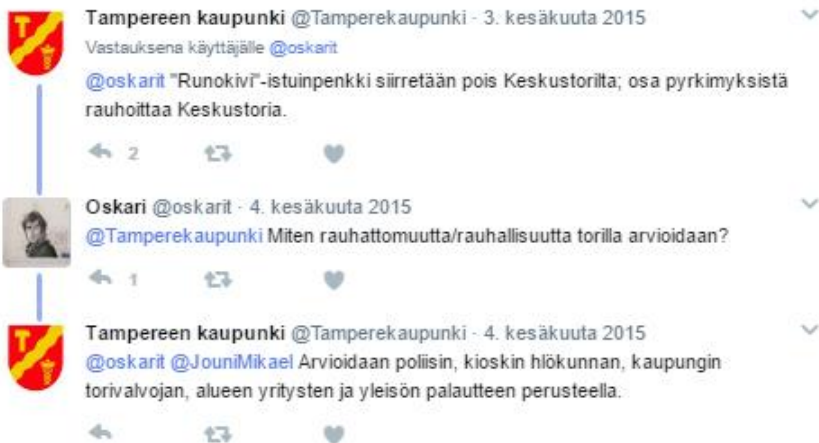 Tampereen kaupunki @Tamperekaupunki · 3. kesäkuuta 2015
Vastauksena käyttäjälle @oskarit
@oskarit "Runokivi"-istuinpenkki siirretään pois Keskustorilta; osa pyrkimyksistä
rauhoittaa Keskustoria.
2
Oskari @oskarit · 4. kesäkuuta 2015
@Tamperekaupunki Miten rauhattomuutta/rauhallisuutta torilla arvioidaan?
1
Tampereen kaupunki @Tamperekaupunki · 4. kesäkuuta 2015
@oskarit @JouniMikael Arvioidaan poliisin, kioskin hlökunnan, kaupungin
torivalvojan, alueen yritysten ja yleisön palautteen perusteella.